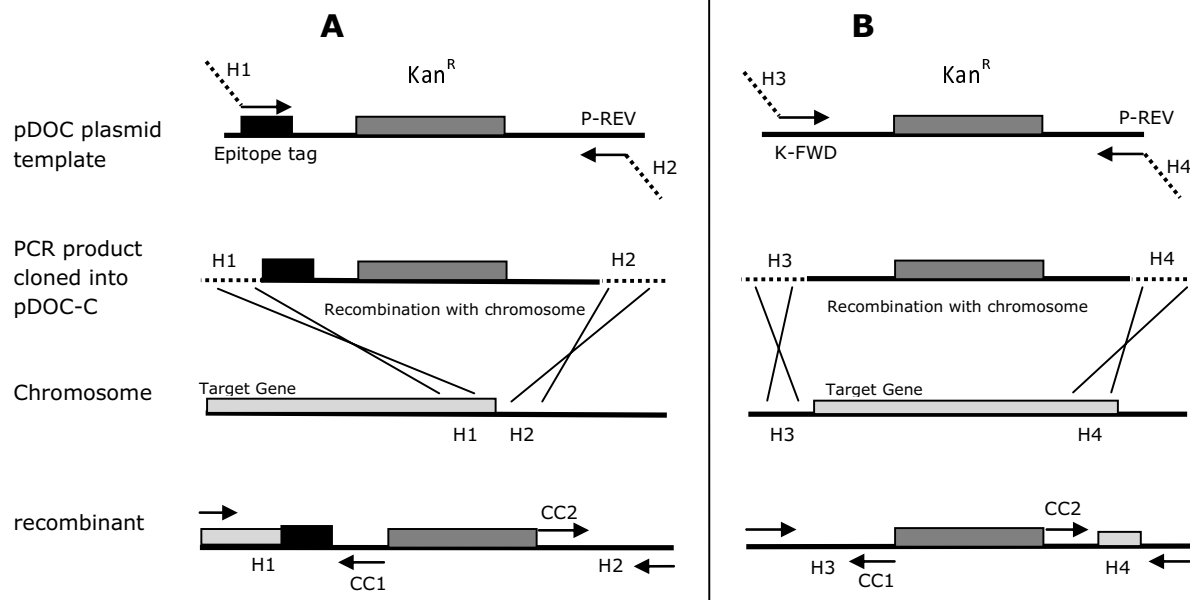 A
B
H1
Kan^R
H3
Kan^R
pDOC plasmid
template
P-REV
P-REV
Epitope tag
H2
K-FWD
H4
PCR product
cloned into
pDOC-C
H1
H2
H3
H4
Recombination with chromosome
Recombination with chromosome
Chromosome
Target Gene
Target Gene
H1
H2
H3
H4
recombinant
CC2
CC2
H1
CC1
H2
H3
CC1
H4